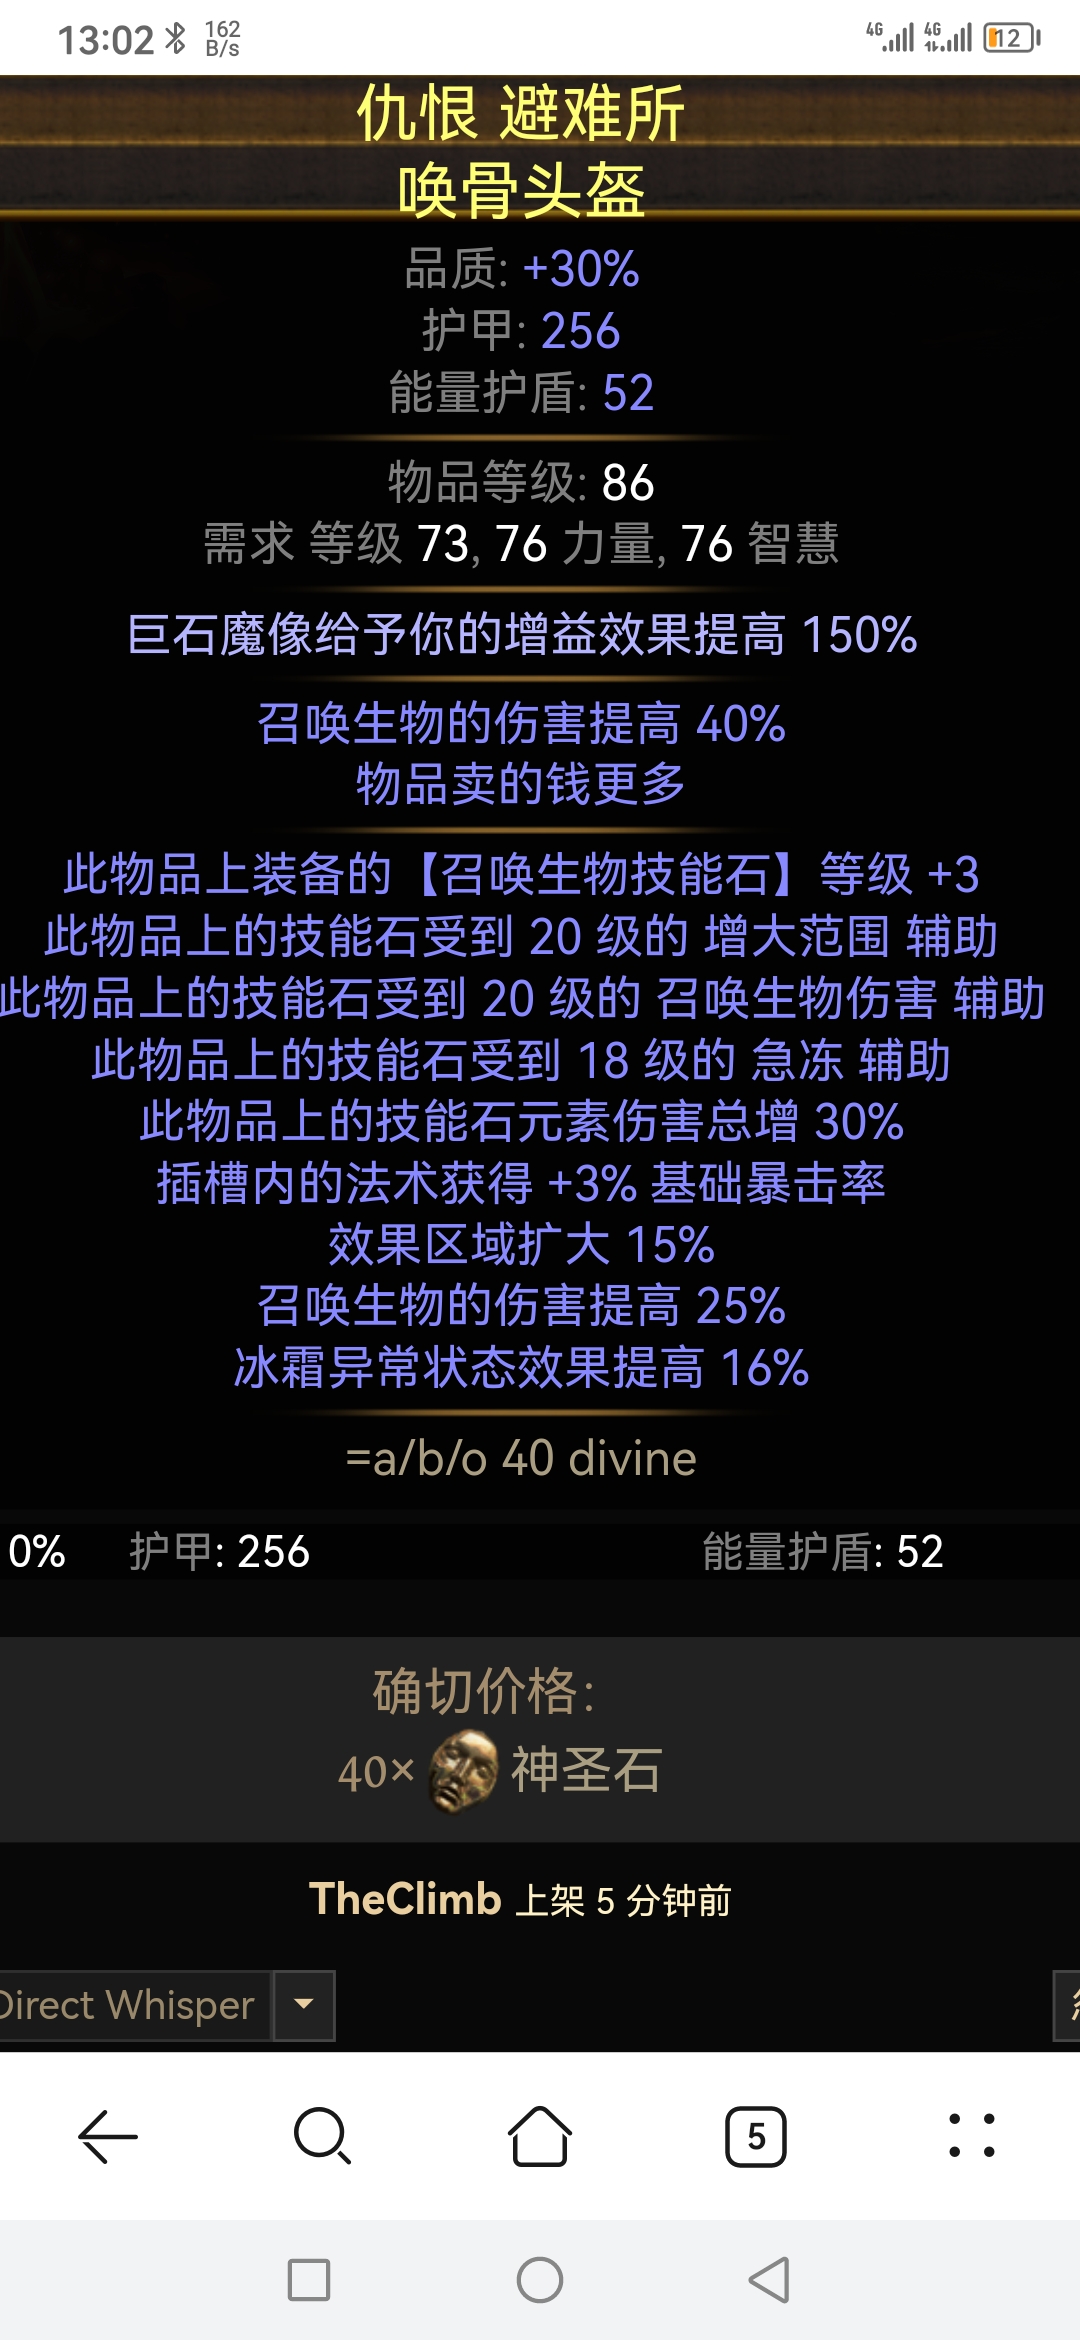 13:02 162 B/s 4G 4G 12
仇恨 避难所
唤骨头盔
品质: +30%
护甲: 256
能量护盾: 52
物品等级: 86
需求 等级 73, 76 力量, 76 智慧
巨石魔像给予你的增益效果提高 150%
召唤生物的伤害提高 40%
物品卖的钱更多
此物品上装备的【召唤生物技能石】等级 +3
此物品上的技能石受到 20 级的 增大范围 辅助
此物品上的技能石受到 20 级的 召唤生物伤害 辅助
此物品上的技能石受到 18 级的 急冻 辅助
此物品上的技能石元素伤害总增 30%
插槽内的法术获得 +3% 基础暴击率
效果区域扩大 15%
召唤生物的伤害提高 25%
冰霜异常状态效果提高 16%
=a/b/o 40 divine
0% 护甲: 256 能量护盾: 52
确切价格:
40× 神圣石
TheClimb 上架 5 分钟前
Direct Whisper
5